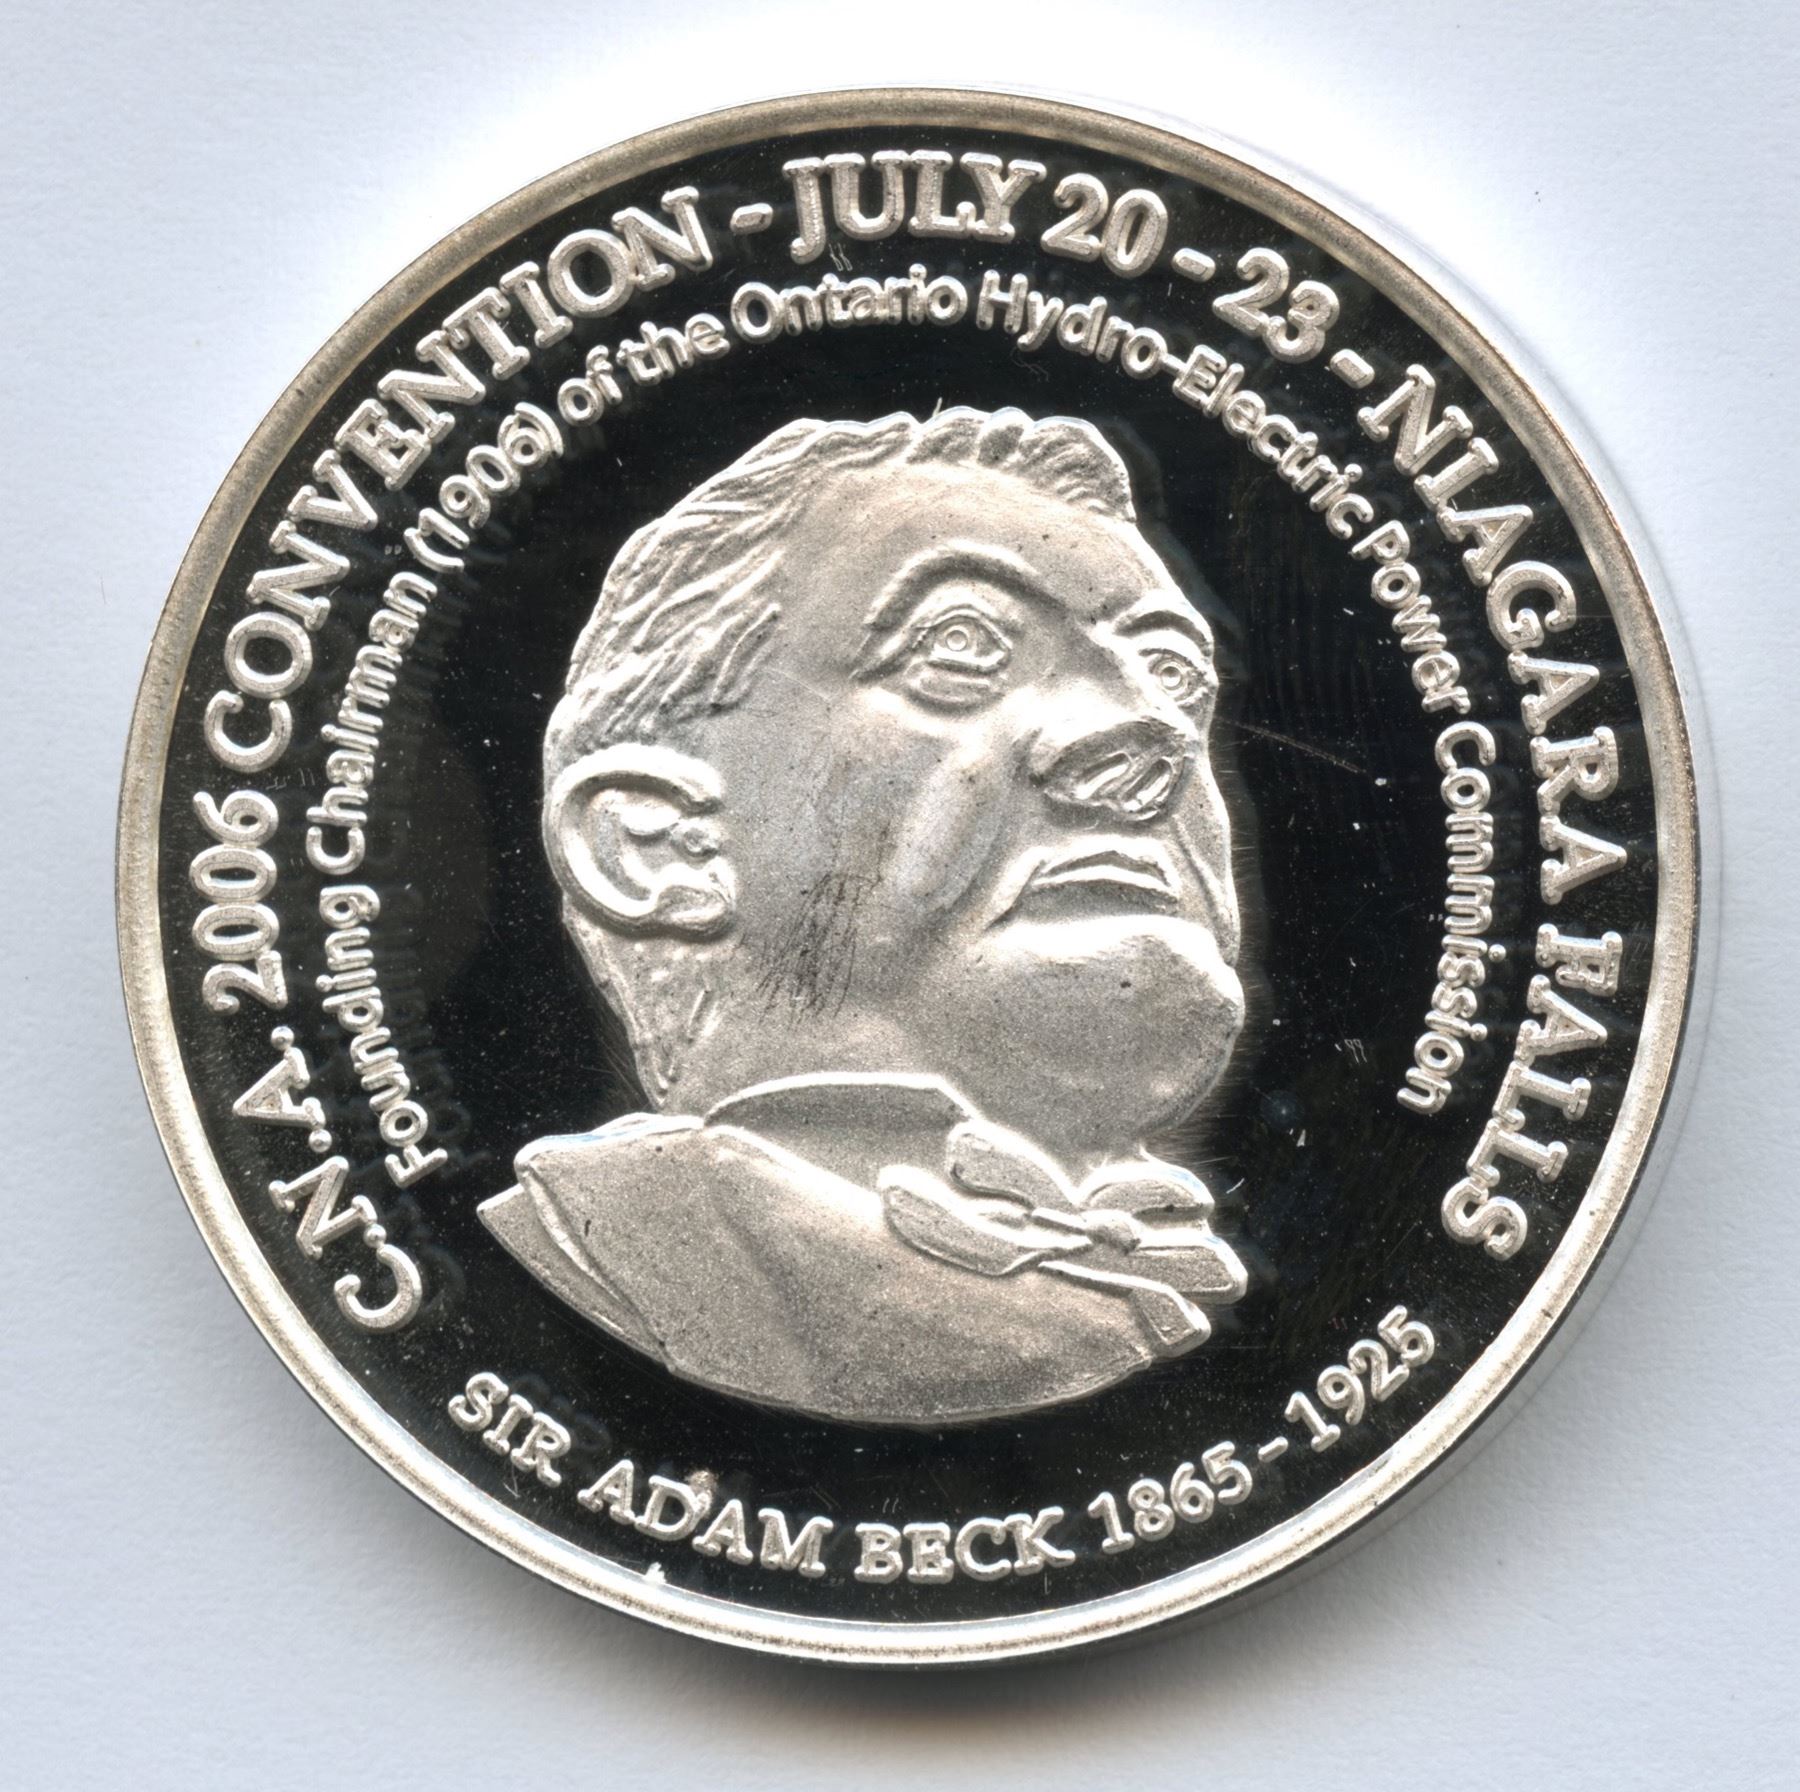 C.N.A. 2006 CONVENTION - JULY 20 - 23 - NIAGARA HALLS
Founding Chairman (1906) of the Ontario Hydro-Electric Power Commission
SIR ADAM BECK 1865 - 1925